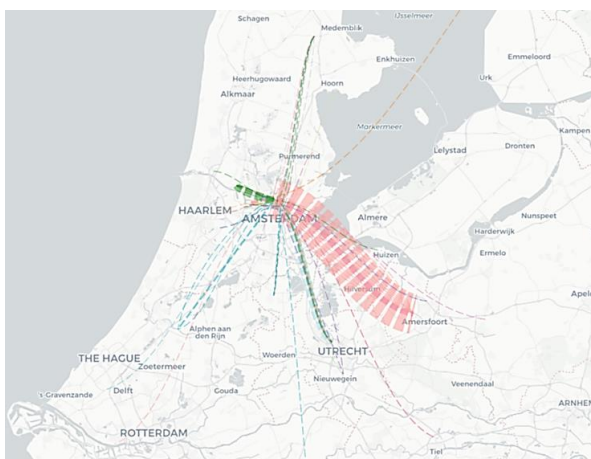 IJsselmeer
Schagen
Medemblik
Enkhuizen
Emmeloord
Heerhugowaard
Hoorn
Urk
Alkmaar
Markermeer
Kampen
Lelystad
Dronten
Purmerend
HAARLEM
AMSTERDAM
Almere
Nunspeet
Harderwijk
Huizen
Ermelo
Hilversum
Apel
Amersfoort
Alphen aan
den Rijn
THE HAGUE
Woerden
UTRECHT
Zoetermeer
Nieuwegein
Veenendaal
's-Gravenzande
Delft
Gouda
ARNHEM
ROTTERDAM
Tiel